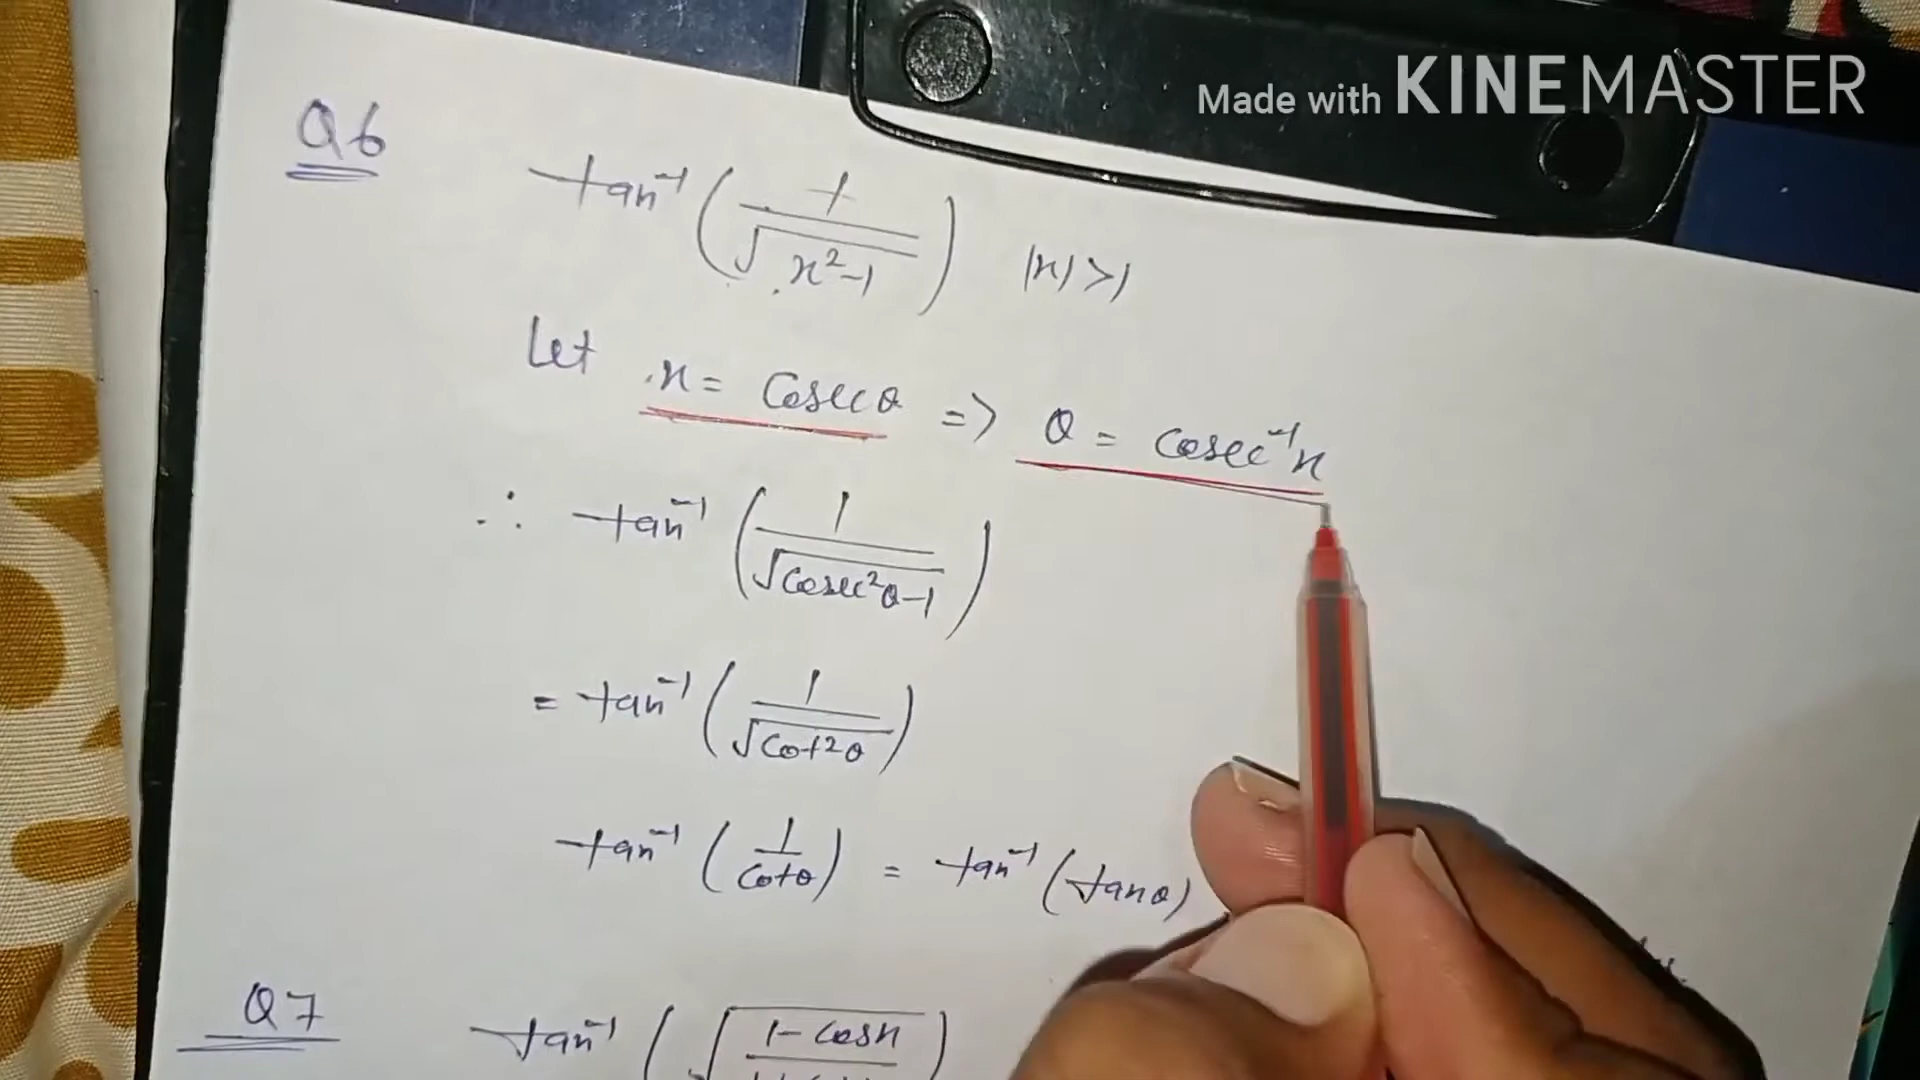 Made with KINEMASTER
Q6
tan⁻¹ (1/√(x²-1)) |x|>1
Let x = Cosecθ => θ = Cosec⁻¹x
∴ tan⁻¹ (1/√(Cosec²θ-1))
= tan⁻¹ (1/√(Cot²θ))
tan⁻¹ (1/Cotθ) = tan⁻¹ (tanθ)
Q7 tan⁻¹ (√(1-Cosx